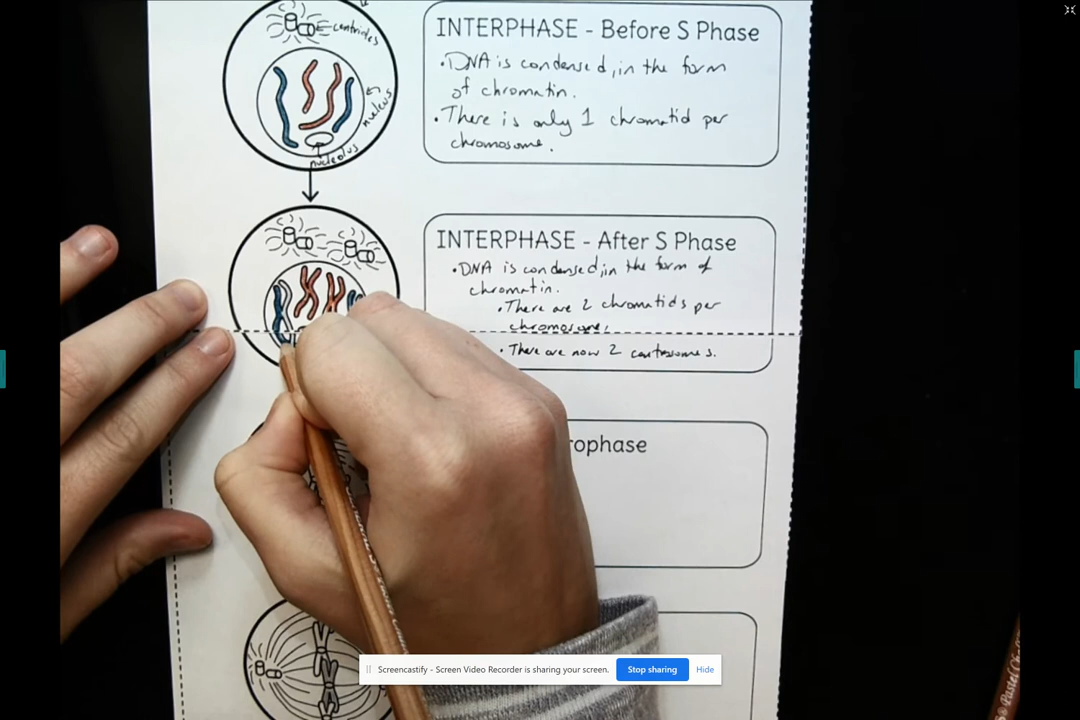 centrioles
INTERPHASE - Before S Phase
• DNA is condensed, in the form
of chromatin.
• There is only 1 chromatid per
chromosome.
nucleus
nucleolus
INTERPHASE - After S Phase
• DNA is condensed, in the form of
chromatin.
• There are 2 chromatids per
chromosome.
• There are now 2 centrosomes.
rophase
Screencastify - Screen Video Recorder is sharing your screen.
Stop sharing
Hide